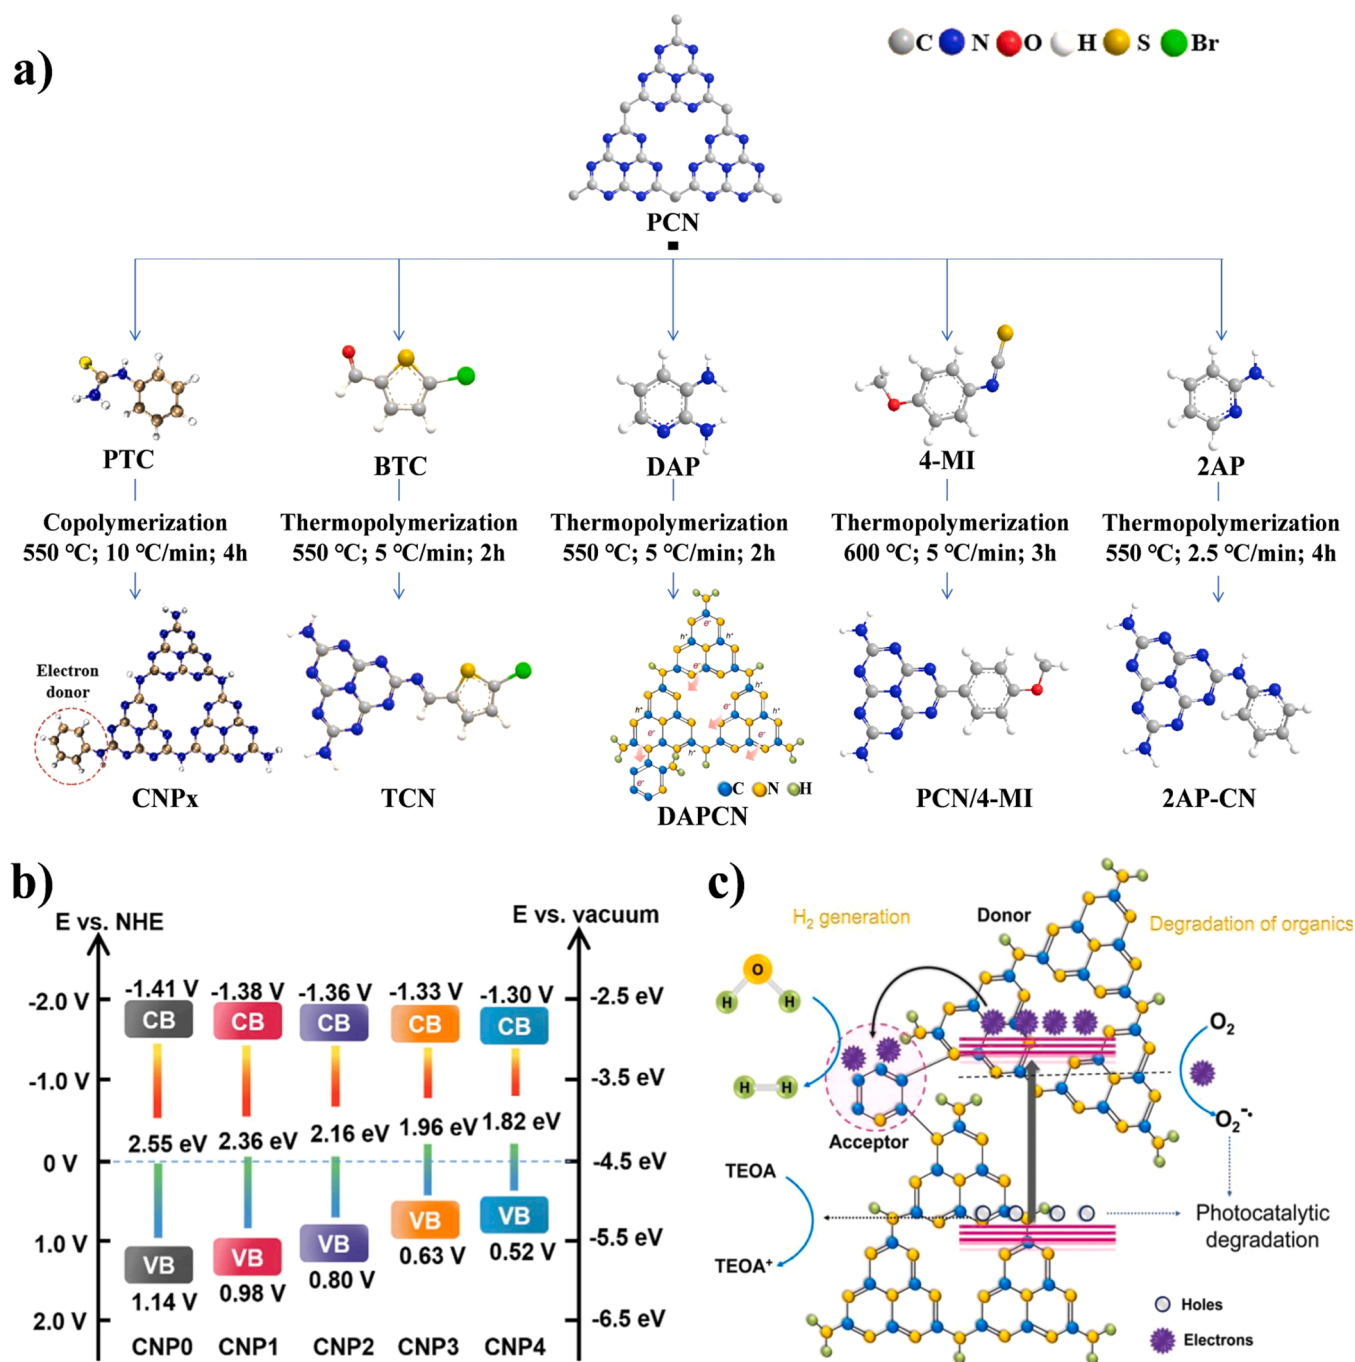 a)
C N O H S Br
PCN
PTC
BTC
DAP
4-MI
2AP
Copolymerization
550 ℃; 10 ℃/min; 4h
Thermopolymerization
550 ℃; 5 ℃/min; 2h
Thermopolymerization
550 ℃; 5 ℃/min; 2h
Thermopolymerization
600 ℃; 5 ℃/min; 3h
Thermopolymerization
550 ℃; 2.5 ℃/min; 4h
Electron
donor
CNPx
TCN
e⁻
h⁺
h⁺
e⁻
h⁺
h⁺
e⁻
h⁺
e⁻
e⁻
h⁺
h⁺
e⁻
C N H
DAPCN
PCN/4-MI
2AP-CN
b)
E vs. NHE
E vs. vacuum
-2.0 V
-1.0 V
0 V
1.0 V
2.0 V
-1.41 V
CB
2.55 eV
VB
1.14 V
CNP0
-1.38 V
CB
2.36 eV
VB
0.98 V
CNP1
-1.36 V
CB
2.16 eV
VB
0.80 V
CNP2
-1.33 V
CB
1.96 eV
VB
0.63 V
CNP3
-1.30 V
CB
1.82 eV
VB
0.52 V
CNP4
-2.5 eV
-3.5 eV
-4.5 eV
-5.5 eV
-6.5 eV
c)
H₂ generation
Donor
Degradation of organics
O
H H
H H
Acceptor
O₂
O₂⁻·
TEOA
TEOA⁺
Photocatalytic
degradation
Holes
Electrons